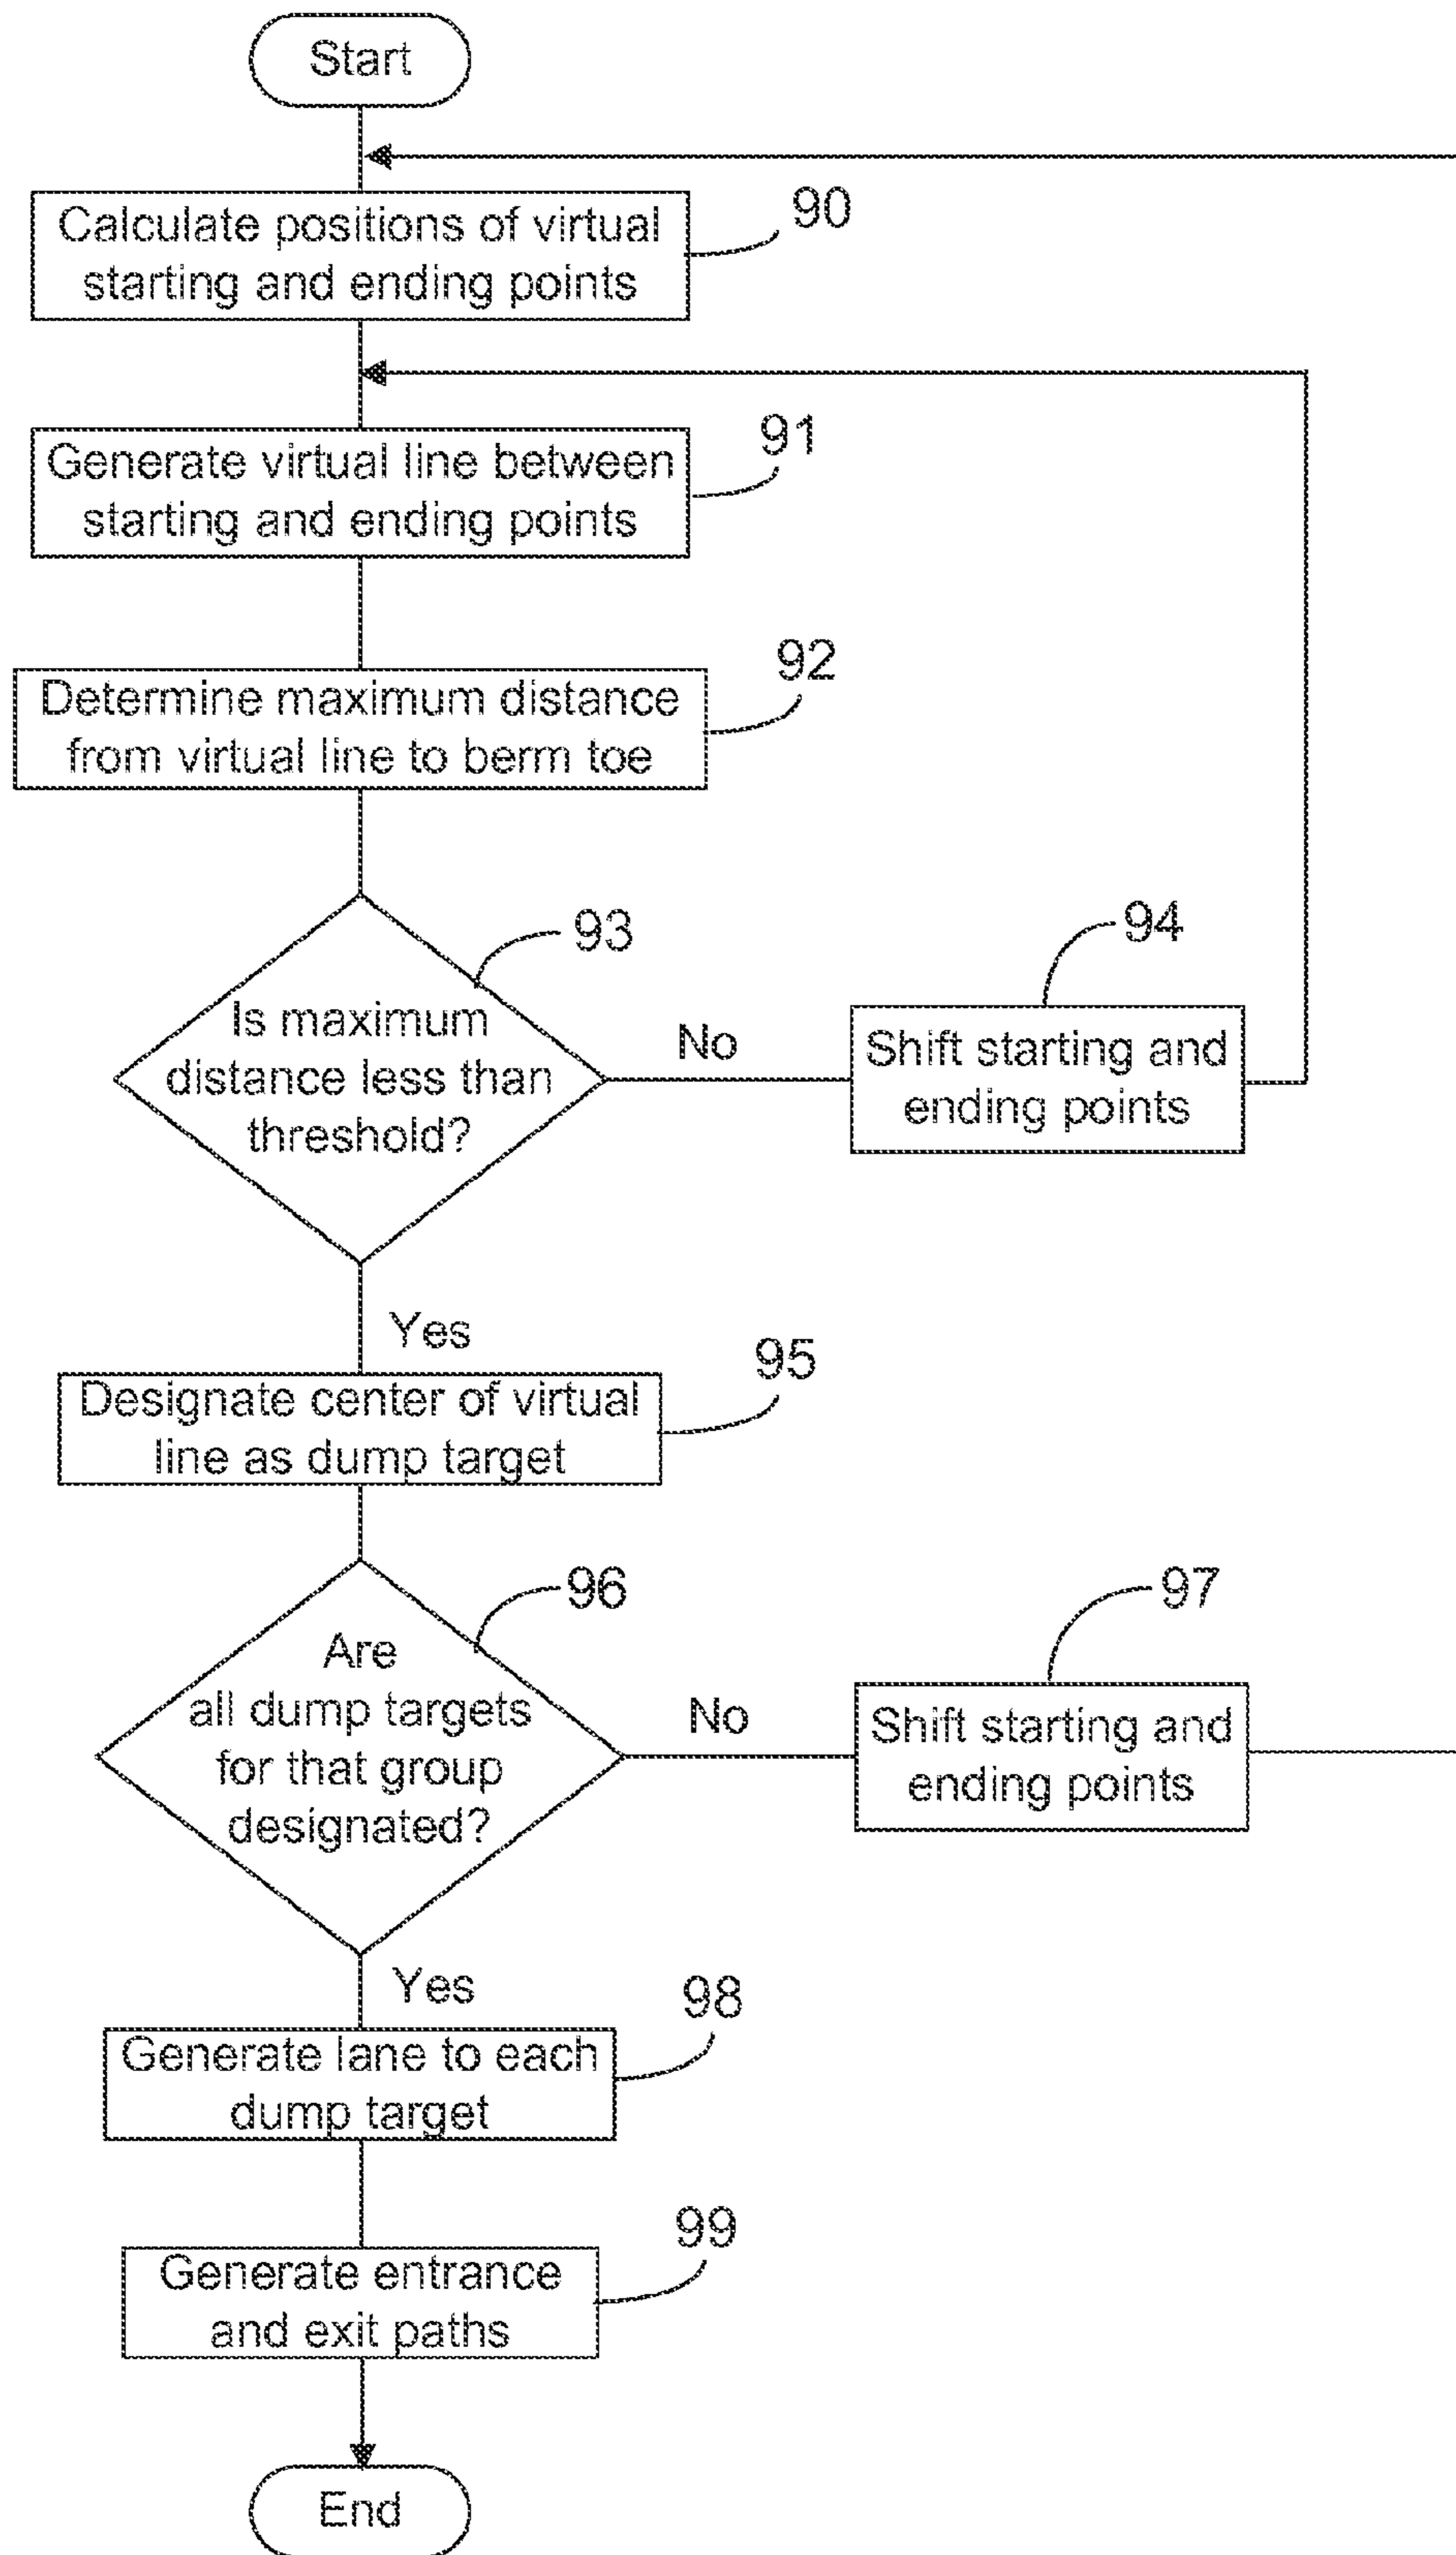 Start
Calculate positions of virtual
starting and ending points
90
Generate virtual line between
starting and ending points
91
Determine maximum distance
from virtual line to berm toe
92
Is maximum
distance less than
threshold?
93
No
Shift starting and
ending points
94
Yes
Designate center of virtual
line as dump target
95
Are
all dump targets
for that group
designated?
96
No
Shift starting and
ending points
97
Yes
Generate lane to each
dump target
98
Generate entrance
and exit paths
99
End